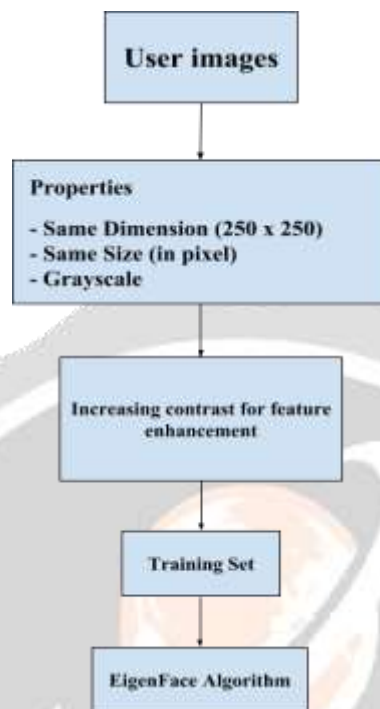 User images
Properties
- Same Dimension (250 x 250)
- Same Size (in pixel)
- Grayscale
Increasing contrast for feature
enhancement
Training Set
EigenFace Algorithm